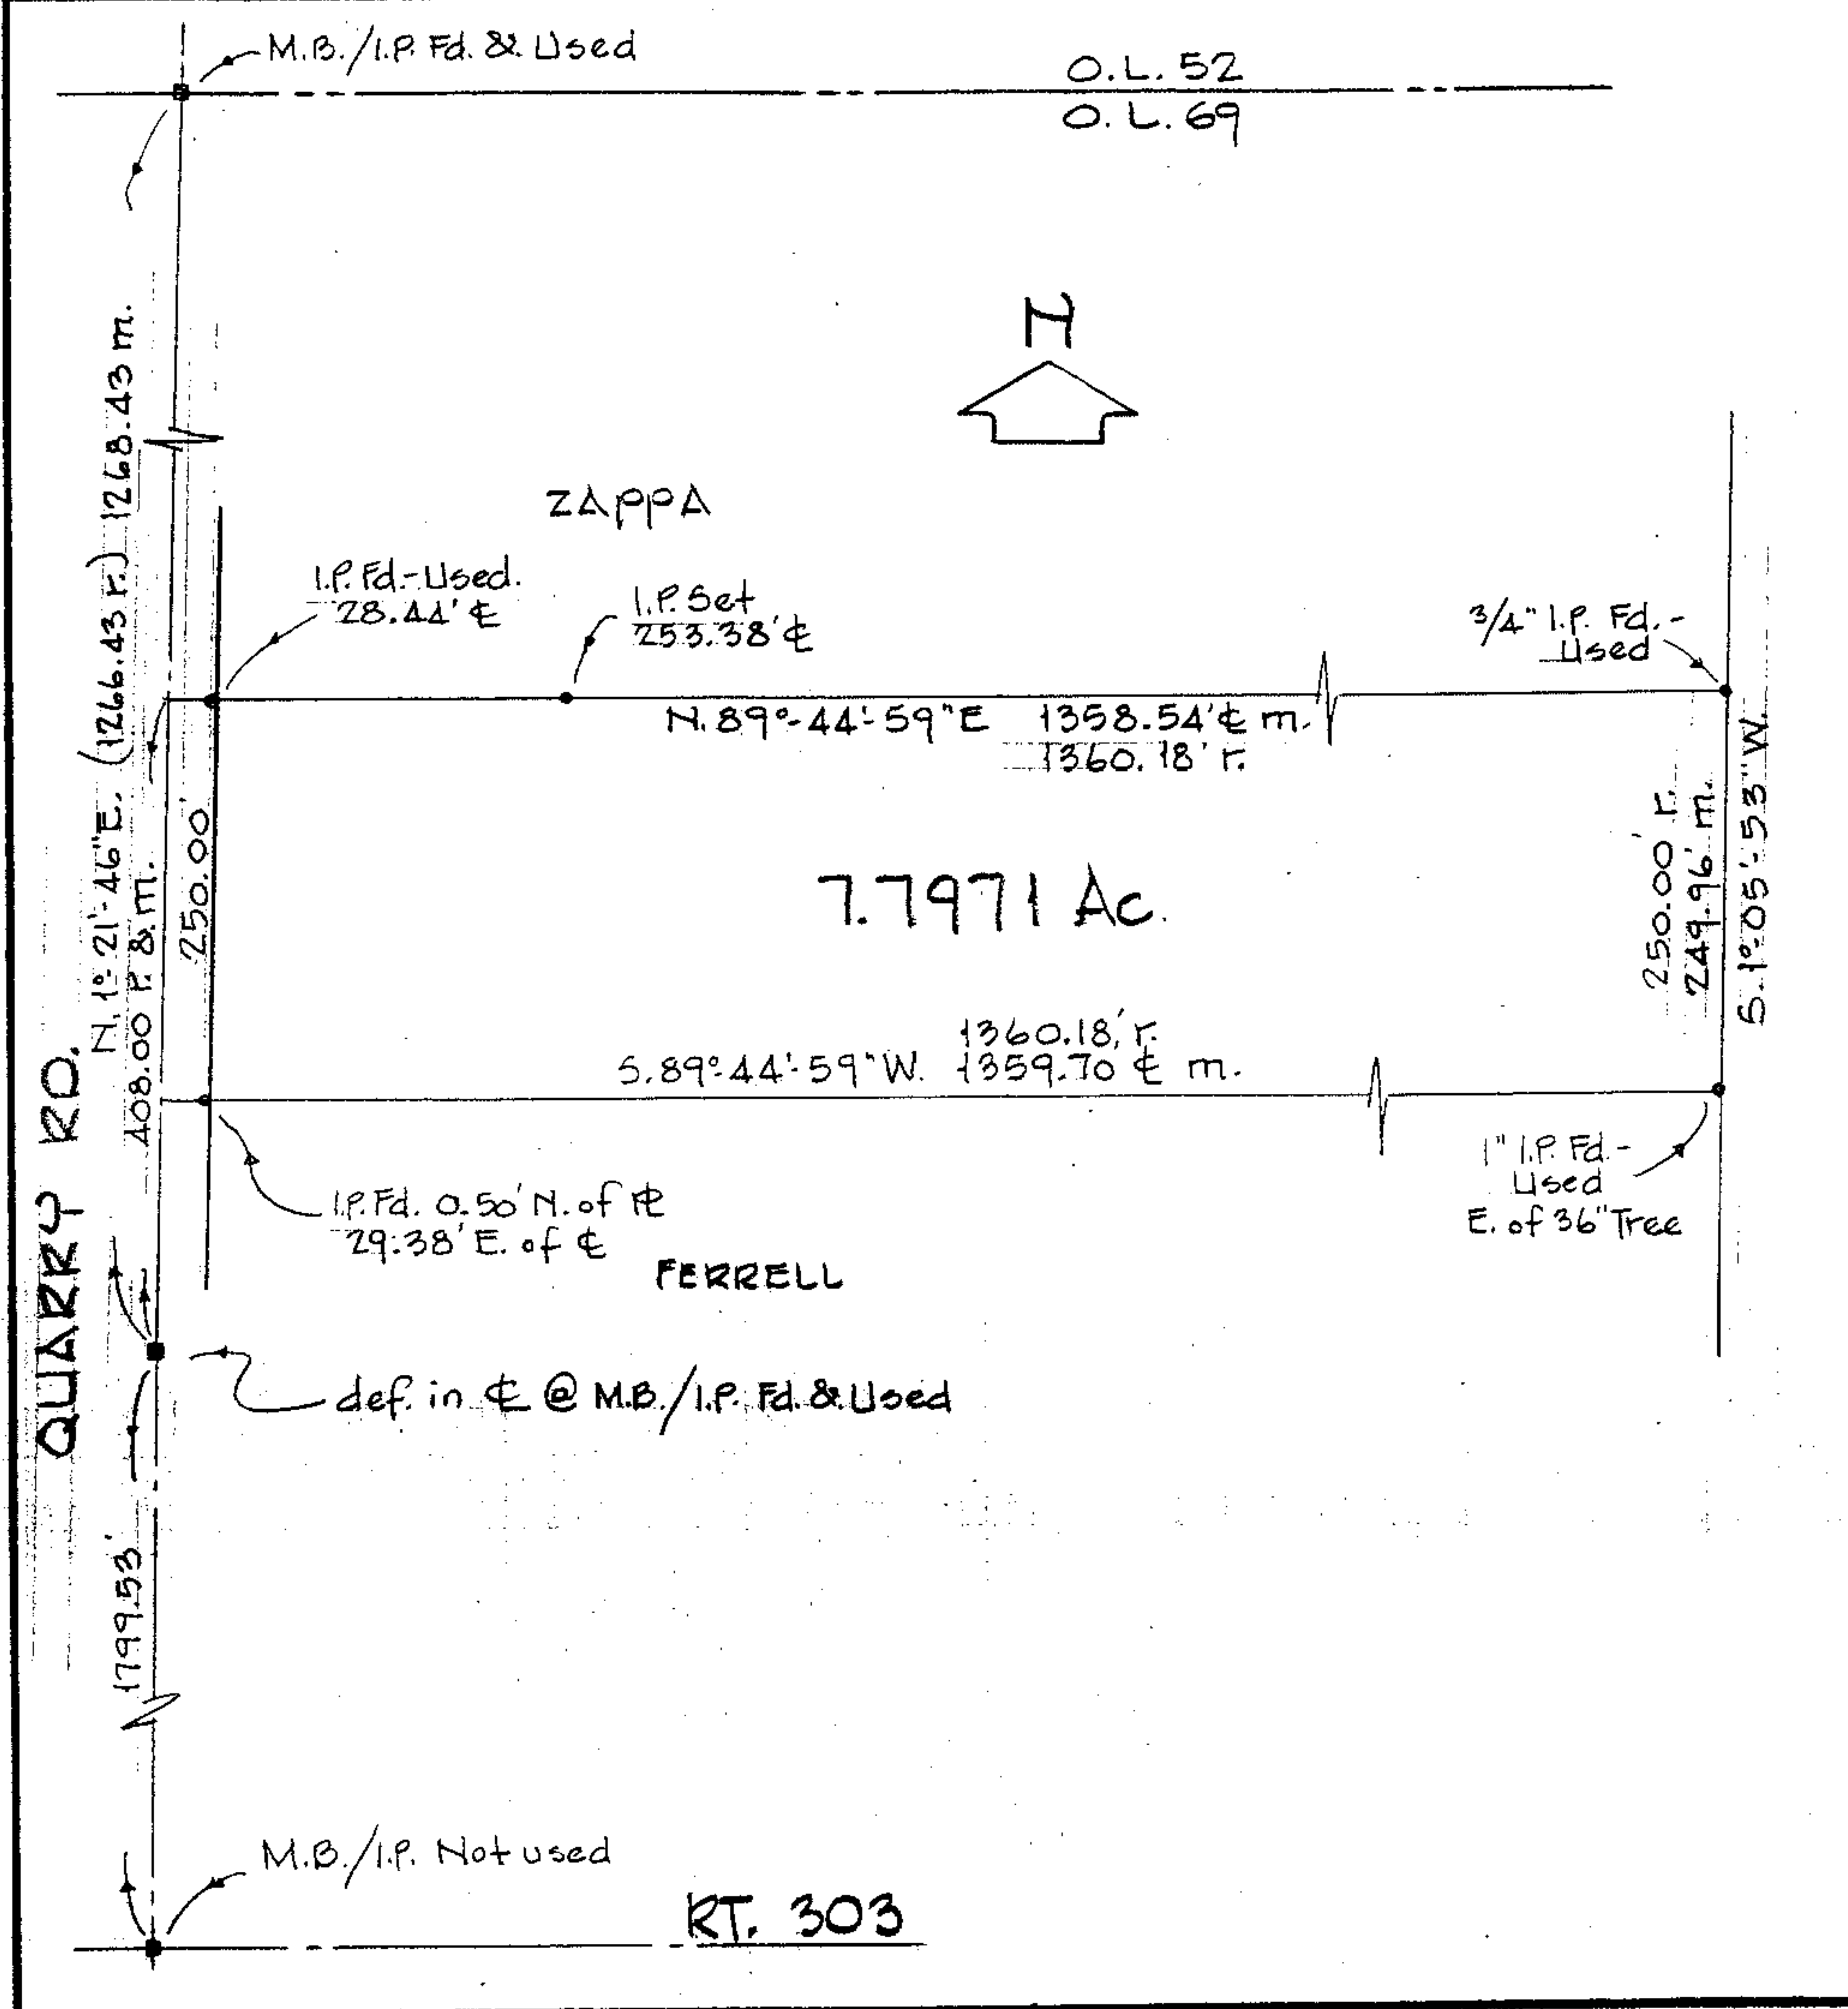 M.B./I.P. Fd. & Used
O.L. 52
O.L. 69
N
ZAPPA
I.P. Fd.-Used.
28.44' ℄
I.P. Set
253.38' ℄
3/4" I.P. Fd.-
Used
N. 89°-44'-59"E 1358.54' ℄ m.
1360.18' r.
N. 1°-21'-46"E. (1266.43 r.) 1268.43 m.
408.00 r. & m.
250.00'
7.7971 Ac.
250.00' r.
249.96' m.
S. 1°-05'-53"W.
1360.18' r.
S. 89°-44'-59"W. 1359.70 ℄ m.
QUARRY RD.
I.P. Fd. 0.50' N. of ⅊
29.38' E. of ℄
1" I.P. Fd.-
Used
E. of 36" Tree
FERRELL
def. in ℄ @ M.B./I.P. Fd. & Used
1799.53'
M.B./I.P. Not used
RT. 303